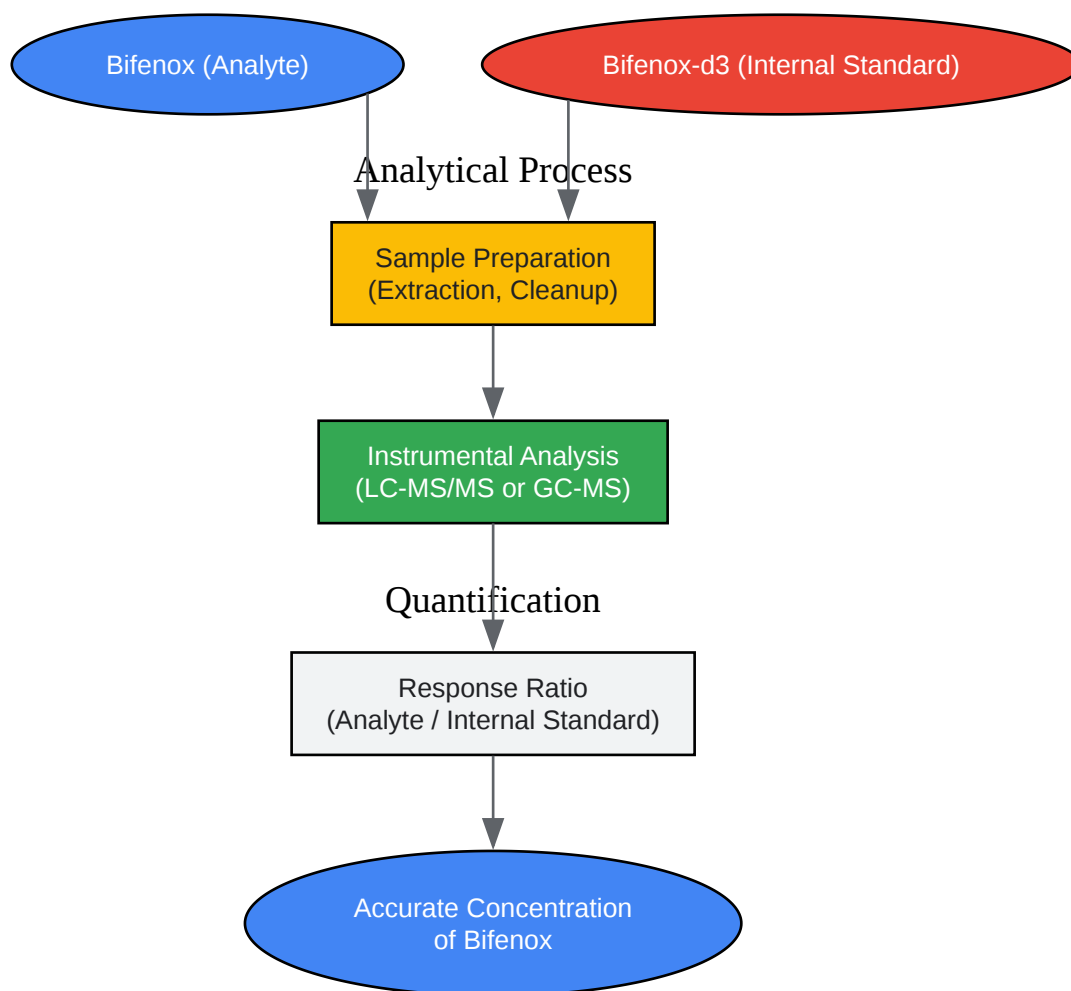 Bifenox (Analyte)
Bifenox-d3 (Internal Standard)
Analytical Process
Sample Preparation
(Extraction, Cleanup)
Instrumental Analysis
(LC-MS/MS or GC-MS)
Quantification
Response Ratio
(Analyte / Internal Standard)
Accurate Concentration
of Bifenox